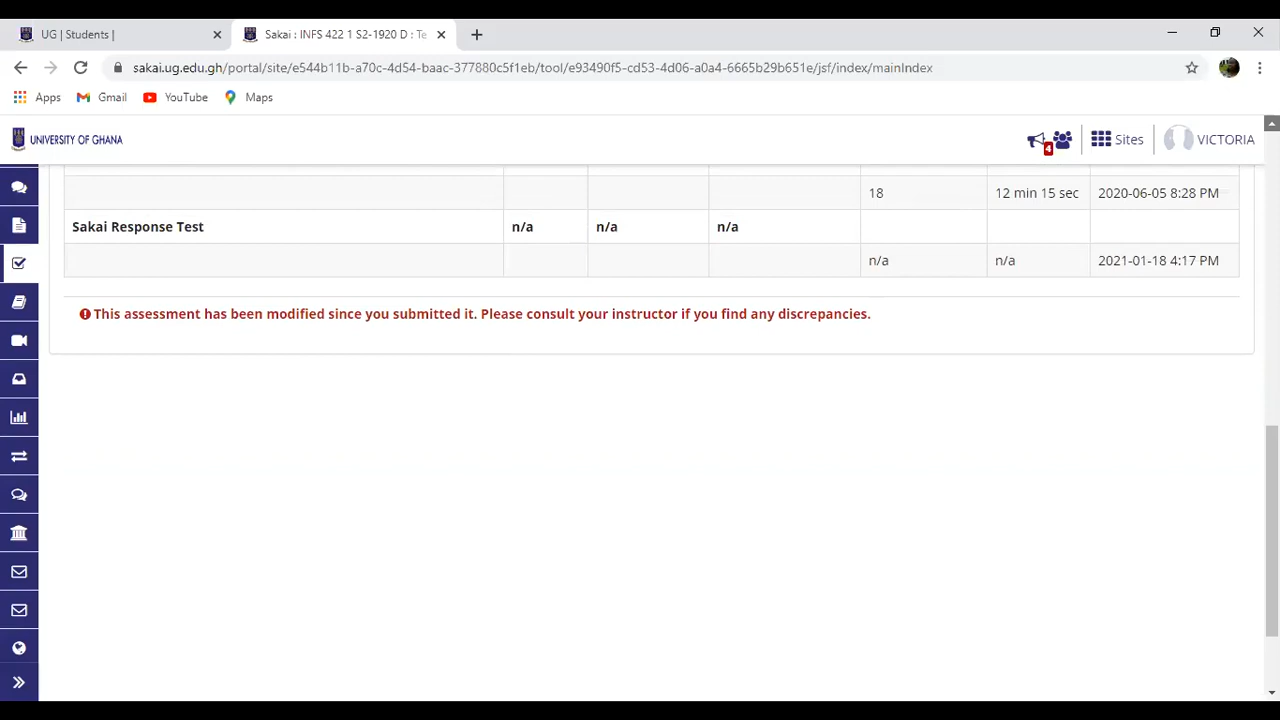 UG | Students |
Sakai : INFS 422 1 S2-1920 D : Te
sakai.ug.edu.gh/portal/site/e544b11b-a70c-4d54-baac-377880c5f1eb/tool/e93490f5-cd53-4d06-a0a4-6665b29b651e/jsf/index/mainIndex
Apps Gmail YouTube Maps
UNIVERSITY OF GHANA
4 Sites VICTORIA
18 12 min 15 sec 2020-06-05 8:28 PM
Sakai Response Test n/a n/a n/a
n/a n/a 2021-01-18 4:17 PM
This assessment has been modified since you submitted it. Please consult your instructor if you find any discrepancies.